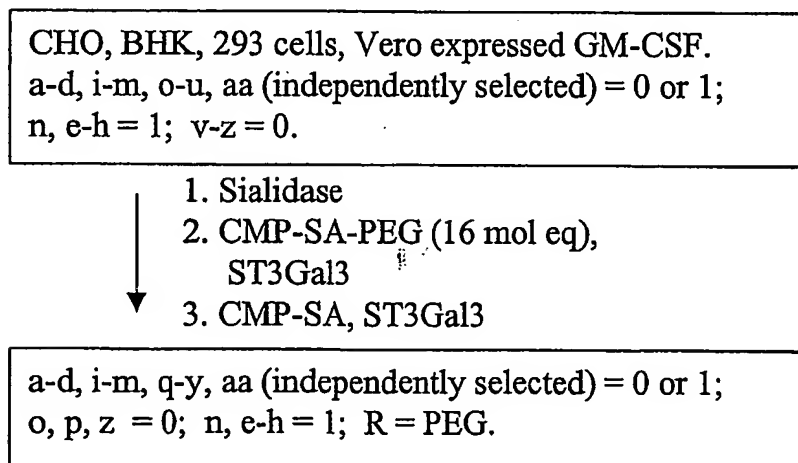 CHO, BHK, 293 cells, Vero expressed GM-CSF.
a-d, i-m, o-u, aa (independently selected) = 0 or 1;
n, e-h = 1; v-z = 0.
1. Sialidase
2. CMP-SA-PEG (16 mol eq),
ST3Gal3
3. CMP-SA, ST3Gal3
a-d, i-m, q-y, aa (independently selected) = 0 or 1;
o, p, z = 0; n, e-h = 1; R = PEG.